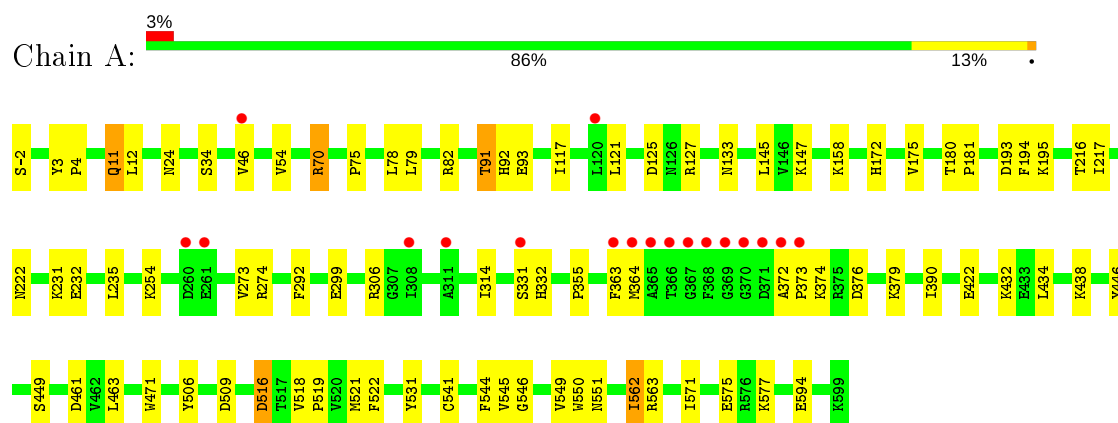 3%
Chain A:
86% 13% •
S-2 Y3 P4 Q11 L12 N24 S34 V46 V54 R70 P75 L78 L79 R82 T91 H92 E93 I117 L120 L121 D125 N126 R127 N133 L145 V146 K147 K158 H172 V175 T180 P181 D193 F194 K195 T216 I217
N222 K231 E232 L235 K254 D260 E261 V273 R274 F292 E299 R306 G307 I308 A311 I314 S331 H332 P355 F363 M364 A365 T366 G367 F368 G369 G370 D371 A372 P373 K374 R375 D376 K379 I390 E422 K432 E433 L434 K438 Y446
S449 D461 V462 L463 W471 Y506 D509 D516 T517 V518 P519 V520 M521 F522 Y531 C541 F544 V545 G546 V549 W550 N551 I562 R563 I571 E575 R576 K577 E594 K599